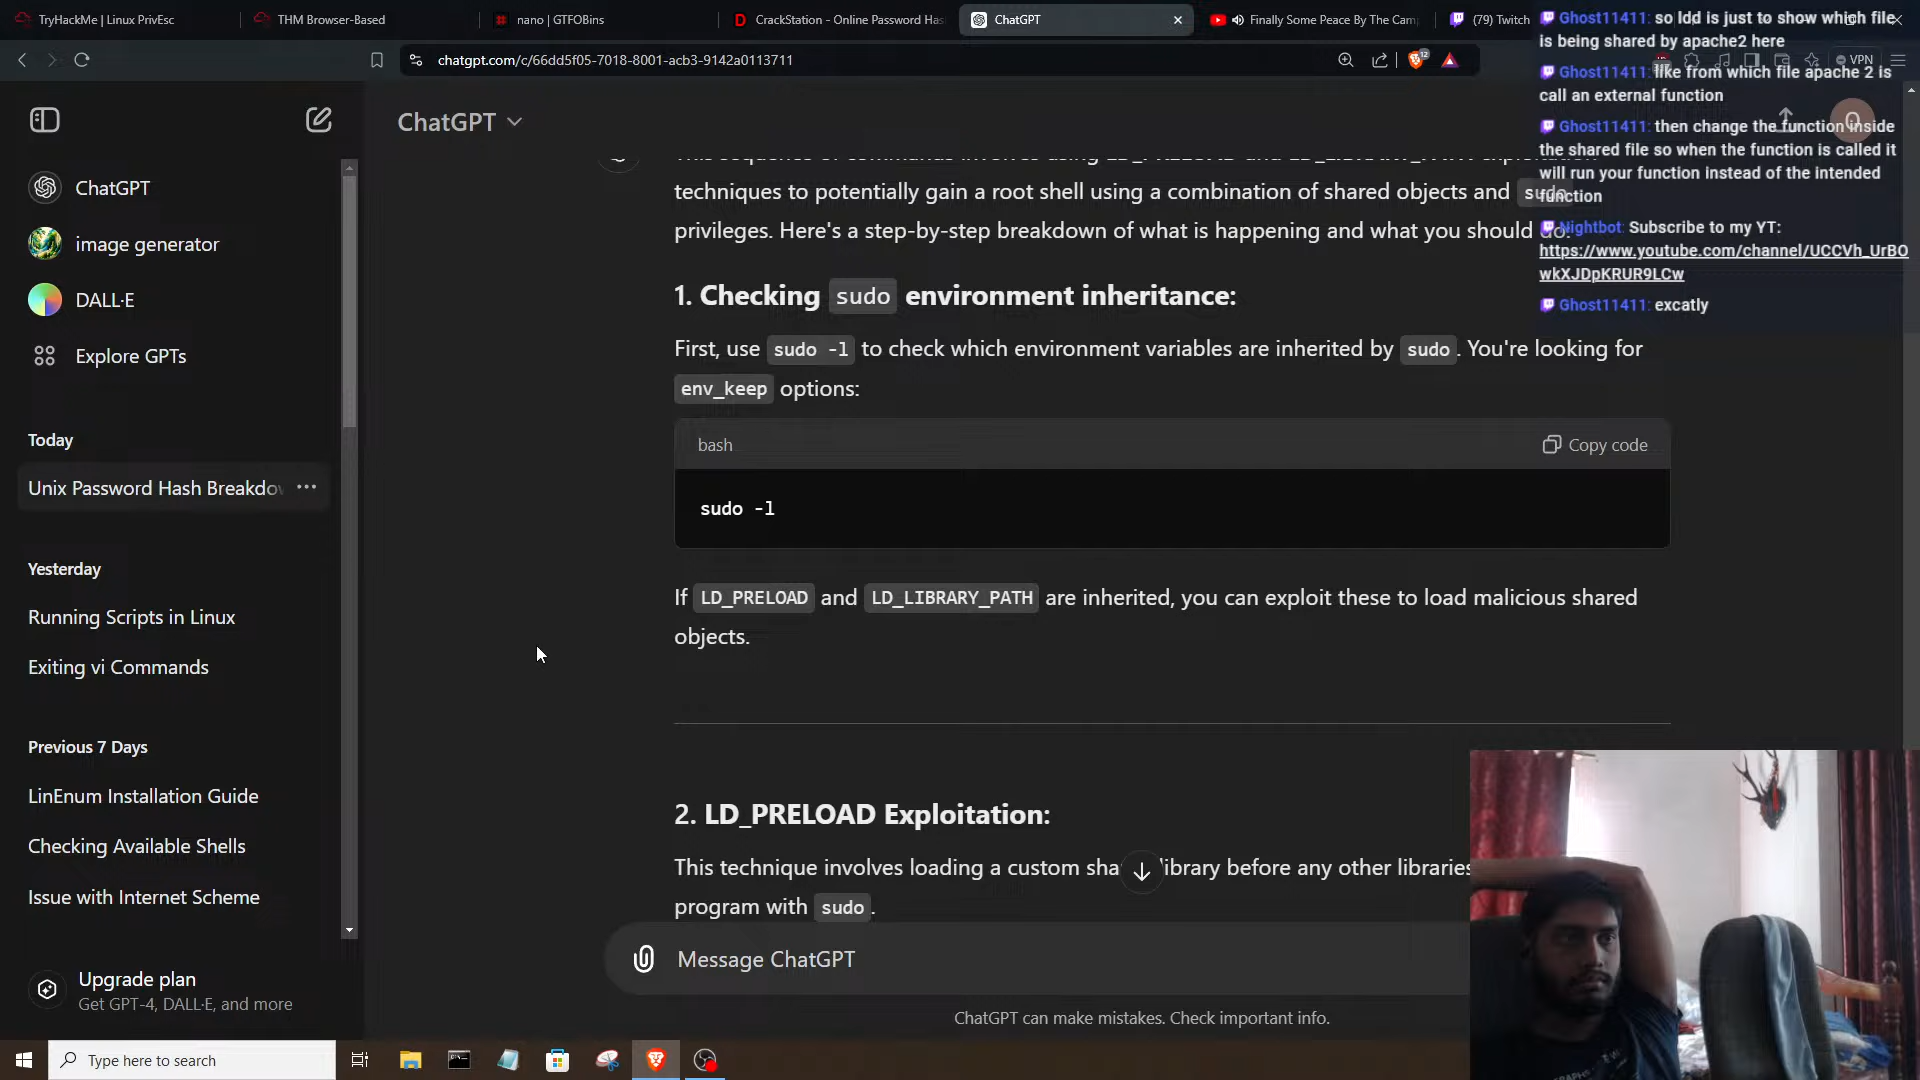 TryHackMe | Linux PrivEsc
THM Browser-Based
nano | GTFOBins
CrackStation - Online Password Has
ChatGPT
Finally Some Peace By The Camp
(79) Twitch
chatgpt.com/c/66dd5f05-7018-8001-acb3-9142a0113711
12
VPN
Ghost11411: so ldd is just to show which file
is being shared by apache2 here
Ghost11411: like from which file apache 2 is
call an external function
Ghost11411: then change the function inside
the shared file so when the function is called it
will run your function instead of the intended
function
Nightbot: Subscribe to my YT:
https://www.youtube.com/channel/UCCVh_UrBO
wkXJDpKRUR9LCw
Ghost11411: excatly
ChatGPT
image generator
DALL·E
Explore GPTs
Today
Unix Password Hash Breakdow
Yesterday
Running Scripts in Linux
Exiting vi Commands
Previous 7 Days
LinEnum Installation Guide
Checking Available Shells
Issue with Internet Scheme
Upgrade plan
Get GPT-4, DALL·E, and more
ChatGPT
techniques to potentially gain a root shell using a combination of shared objects and sudo
privileges. Here's a step-by-step breakdown of what is happening and what you should do:
1. Checking sudo environment inheritance:
First, use sudo -l to check which environment variables are inherited by sudo. You're looking for
env_keep options:
bash
Copy code
sudo -l
If LD_PRELOAD and LD_LIBRARY_PATH are inherited, you can exploit these to load malicious shared
objects.
2. LD_PRELOAD Exploitation:
This technique involves loading a custom sha library before any other libraries
program with sudo.
Message ChatGPT
ChatGPT can make mistakes. Check important info.
Type here to search